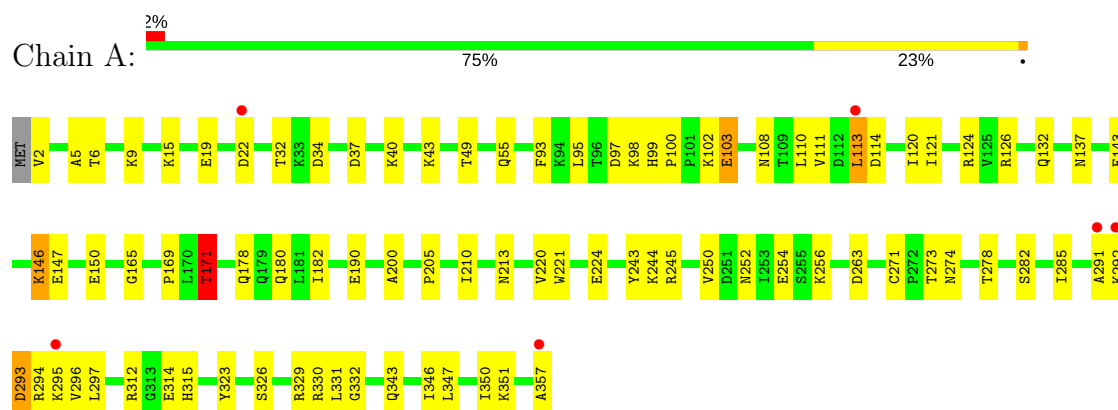 2%
Chain A:
75% 23% •
MET V2 A5 T6 K9 K15 E19 D22 T32 K33 D34 D37 K40 K43 T49 Q55 F93 K94 L95 T96 D97 K98 H99 P100 P101 K102 E103 N108 T109 L110 V111 D112 L113 D114 I120 I121 R124 V125 R126 Q132 N137
K146 E147 E150 G165 P169 L170 T171 Q178 Q179 Q180 L181 I182 E190 A200 P205 I210 N213 V220 W221 E224 Y243 K244 R245 V250 D251 N252 I253 E254 S255 K256 D263 C271 P272 T273 N274 T278 S282 I285 A291 K292
D293 R294 K295 V296 L297 R312 G313 E314 H315 Y323 S326 R329 R330 L331 G332 Q343 I346 L347 I350 K351 A357